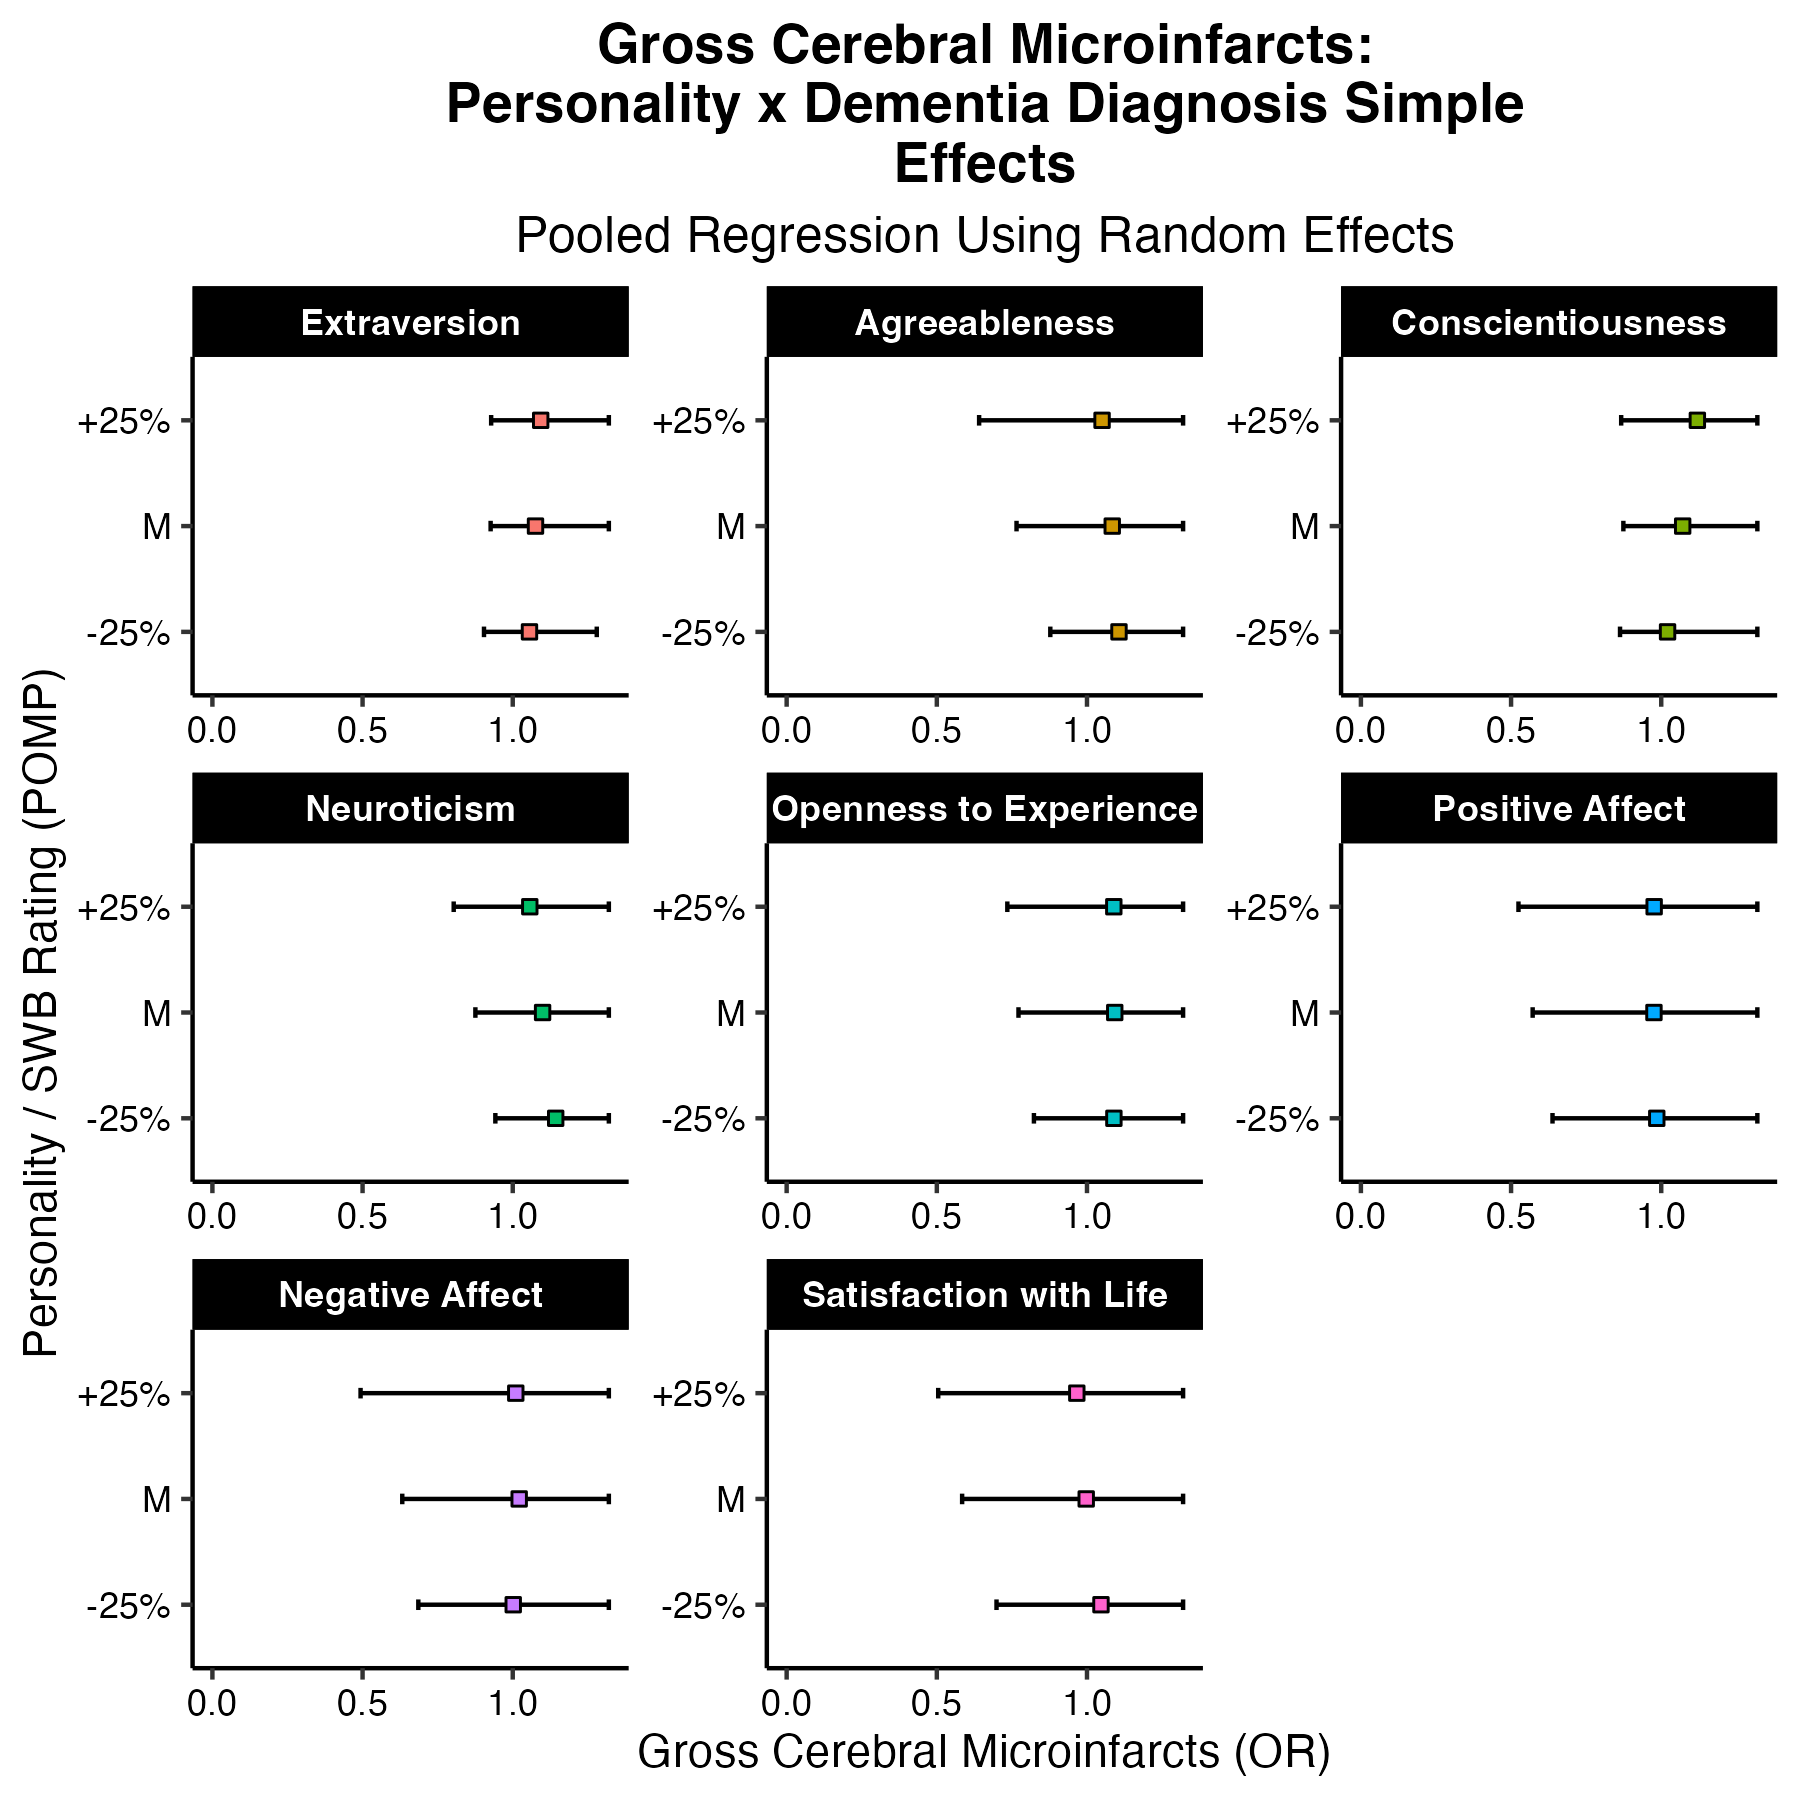 Gross Cerebral Microinfarcts:
Personality x Dementia Diagnosis Simple
Effects
Pooled Regression Using Random Effects
Personality / SWB Rating (POMP)
Extraversion
+25%
M
-25%
0.0 0.5 1.0
Agreeableness
+25%
M
-25%
0.0 0.5 1.0
Conscientiousness
+25%
M
-25%
0.0 0.5 1.0
Neuroticism
+25%
M
-25%
0.0 0.5 1.0
Openness to Experience
+25%
M
-25%
0.0 0.5 1.0
Positive Affect
+25%
M
-25%
0.0 0.5 1.0
Negative Affect
+25%
M
-25%
0.0 0.5 1.0
Satisfaction with Life
+25%
M
-25%
0.0 0.5 1.0
Gross Cerebral Microinfarcts (OR)